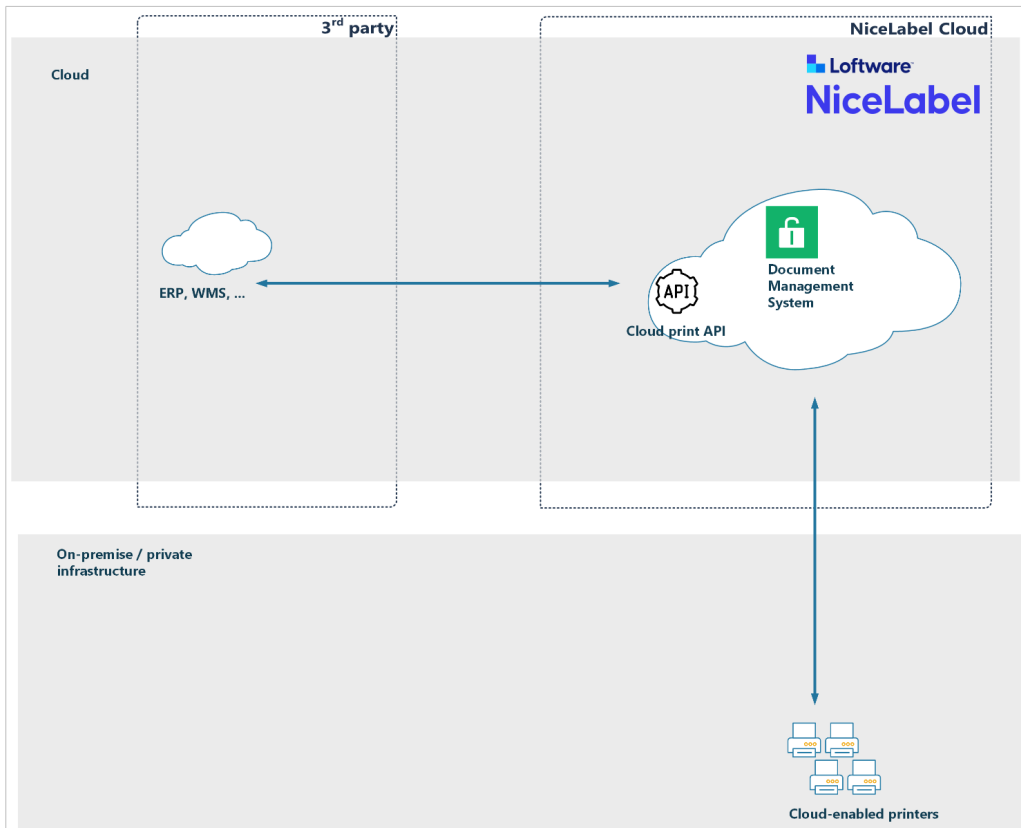 3rd party
NiceLabel Cloud
Cloud
Loftware™
NiceLabel
Document
Management
System
API
ERP, WMS, ...
Cloud print API
On-premise / private
infrastructure
Cloud-enabled printers